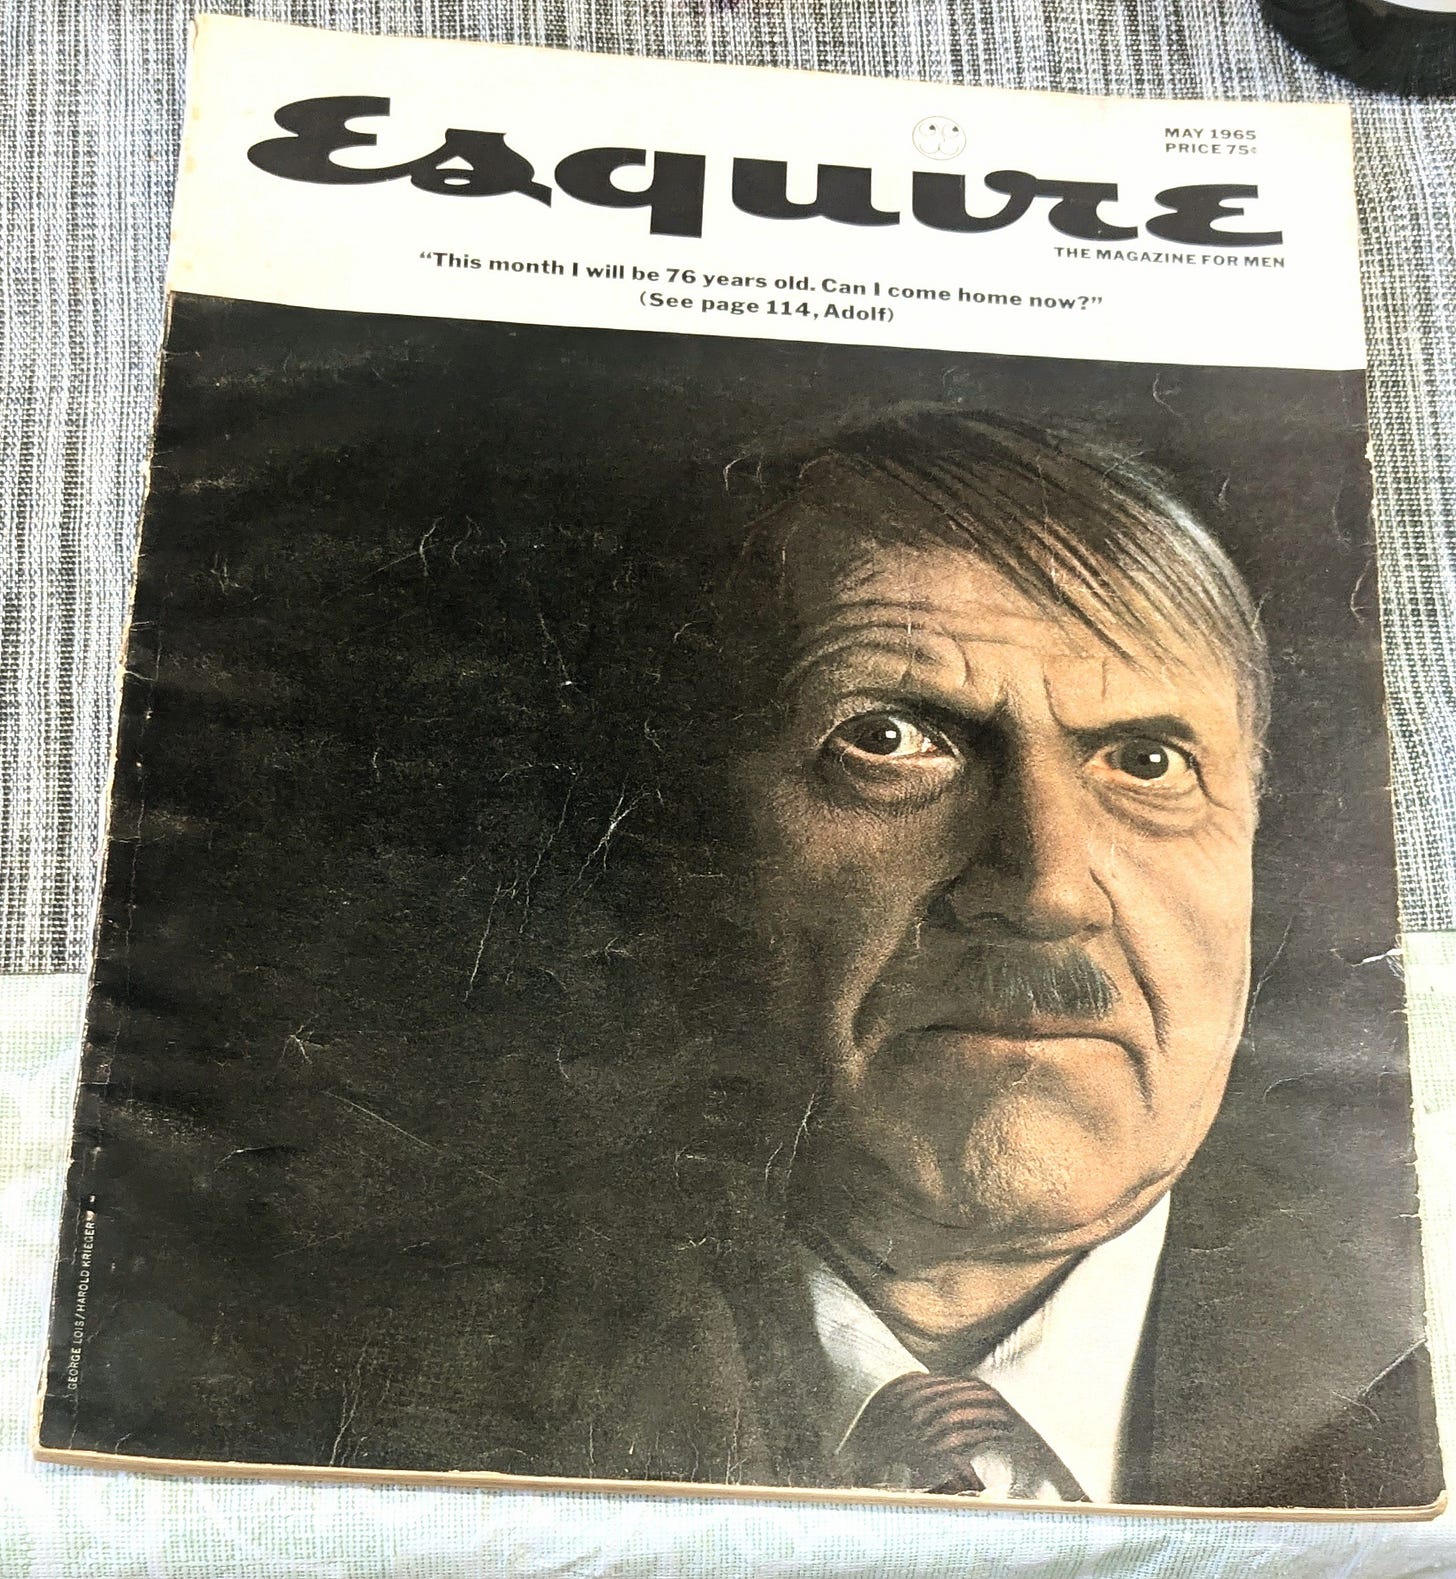 Esquire
MAY 1965
PRICE 75¢
THE MAGAZINE FOR MEN
“This month I will be 76 years old. Can I come home now?”
(See page 114, Adolf)
GEORGE LOIS/HAROLD KRIEGER